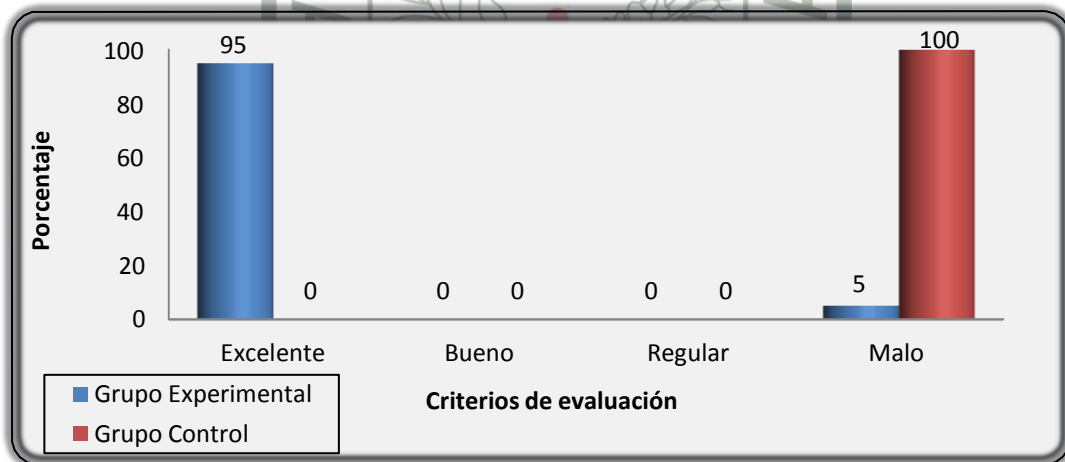 95
100
100
80
60
40
20
0
Porcentaje
0
0
0
0
0
5
Excelente
Bueno
Regular
Malo
Criterios de evaluación
Grupo Experimental
Grupo Control